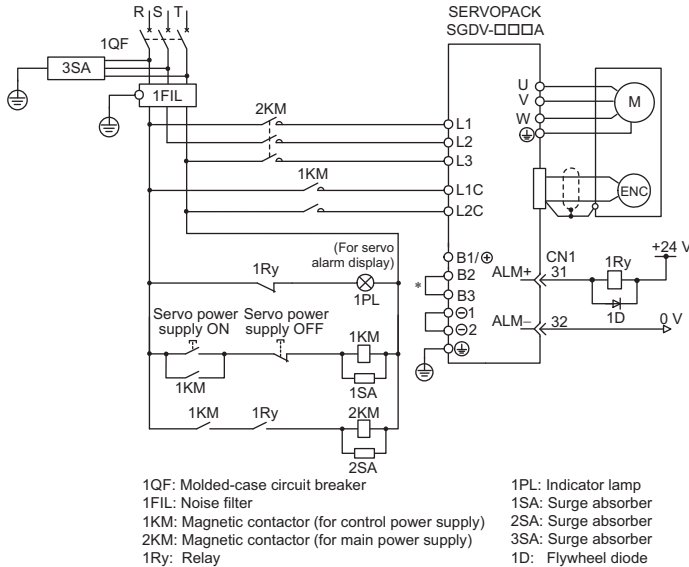 R S T
SERVOPACK
SGDV-□□□A
1QF
3SA
1FIL
U
V
W
M
2KM
L1
L2
L3
1KM
L1C
L2C
ENC
(For servo
alarm display)
1Ry
1PL
B1/⊕
B2
B3
*
⊖1
⊖2
ALM+
CN1
31
1Ry
+24 V
1D
ALM−
32
0 V
Servo power
supply ON
Servo power
supply OFF
1KM
1KM
1SA
1KM
1Ry
2KM
2SA
1QF: Molded-case circuit breaker
1FIL: Noise filter
1KM: Magnetic contactor (for control power supply)
2KM: Magnetic contactor (for main power supply)
1Ry: Relay
1PL: Indicator lamp
1SA: Surge absorber
2SA: Surge absorber
3SA: Surge absorber
1D: Flywheel diode